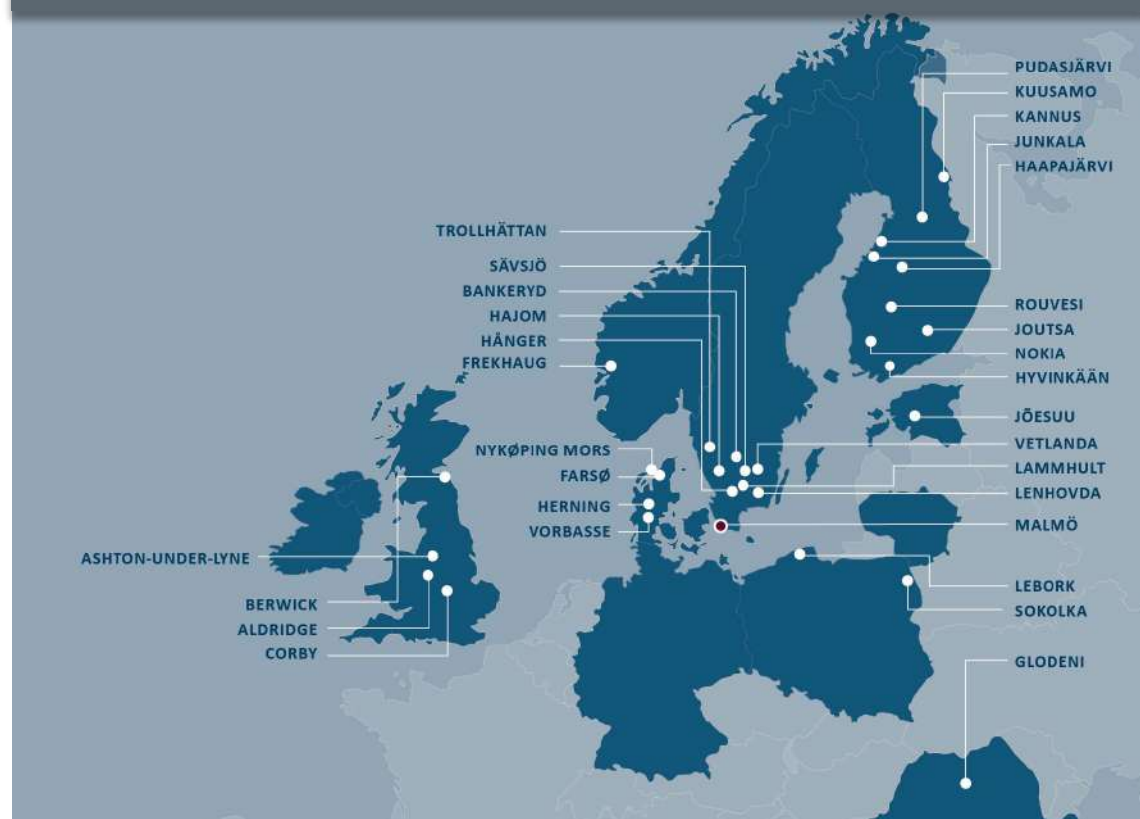 PUDASJÄRVI
KUUSAMO
KANNUS
JUNKALA
HAAPAJÄRVI
TROLLHÄTTAN
SÄVSJÖ
BANKERYD
HAJOM
HÅNGER
FREKHAUG
ROUVESI
JOUTSA
NOKIA
HYVINKÄÄN
JÕESUU
NYKØPING MORS
FARSØ
HERNING
VORBASSE
VETLANDA
LAMMHULT
LENHOVDA
MALMÖ
ASHTON-UNDER-LYNE
BERWICK
ALDRIDGE
CORBY
LEBORK
SOKOLKA
GLODENI